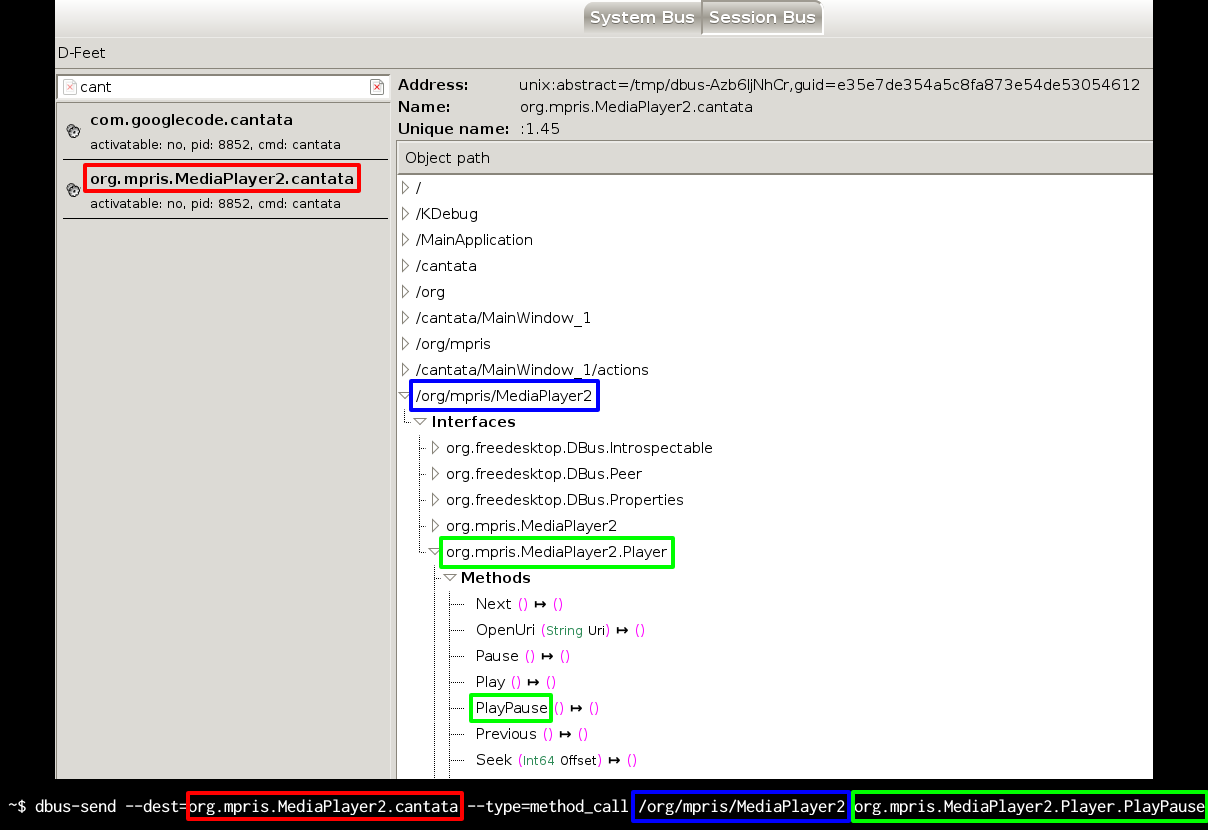 System Bus Session Bus
D-Feet
cant
com.googlecode.cantata
activatable: no, pid: 8852, cmd: cantata
org.mpris.MediaPlayer2.cantata
activatable: no, pid: 8852, cmd: cantata
Address: unix:abstract=/tmp/dbus-Azb6ljNhCr,guid=e35e7de354a5c8fa873e54de53054612
Name: org.mpris.MediaPlayer2.cantata
Unique name: :1.45
Object path
/
/KDebug
/MainApplication
/cantata
/org
/cantata/MainWindow_1
/org/mpris
/cantata/MainWindow_1/actions
/org/mpris/MediaPlayer2
Interfaces
org.freedesktop.DBus.Introspectable
org.freedesktop.DBus.Peer
org.freedesktop.DBus.Properties
org.mpris.MediaPlayer2
org.mpris.MediaPlayer2.Player
Methods
Next () ↦ ()
OpenUri (String Uri) ↦ ()
Pause () ↦ ()
Play () ↦ ()
PlayPause () ↦ ()
Previous () ↦ ()
Seek (Int64 Offset) ↦ ()
~$ dbus-send --dest=org.mpris.MediaPlayer2.cantata --type=method_call /org/mpris/MediaPlayer2 org.mpris.MediaPlayer2.Player.PlayPause